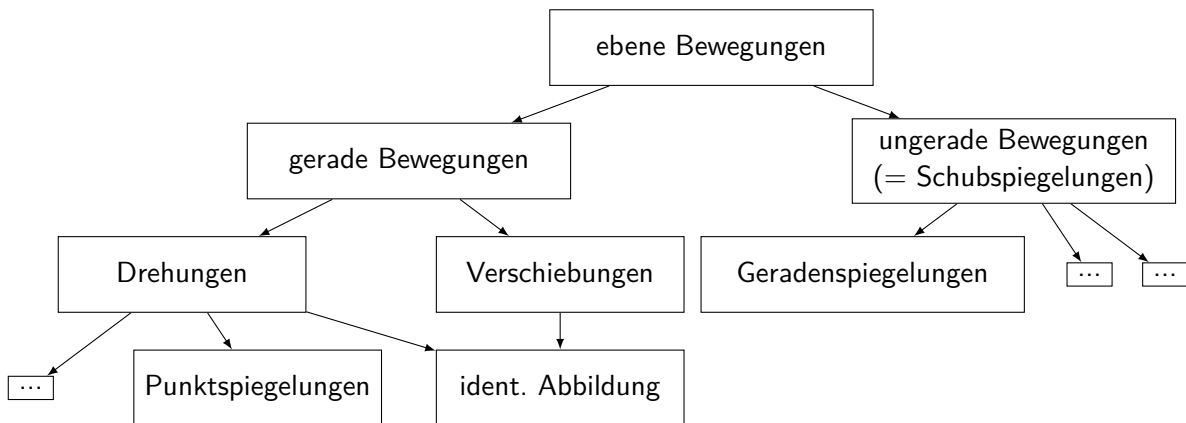 ebene Bewegungen
gerade Bewegungen
ungerade Bewegungen
(= Schubspiegelungen)
Drehungen
Verschiebungen
Geradenspiegelungen
...
...
...
Punktspiegelungen
ident. Abbildung